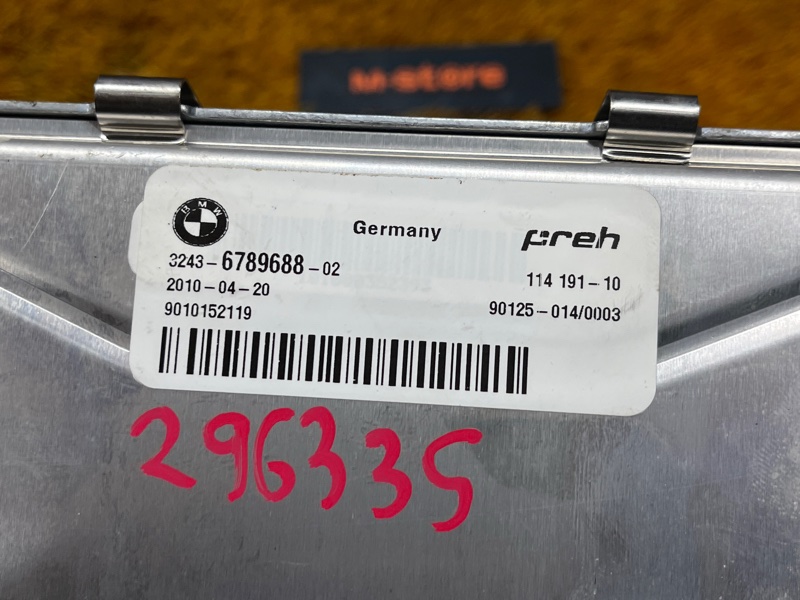 M-store
BMW
Germany
preh
3243-6789688-02
114 191-10
2010-04-20
90125-014/0003
9010152119
296335